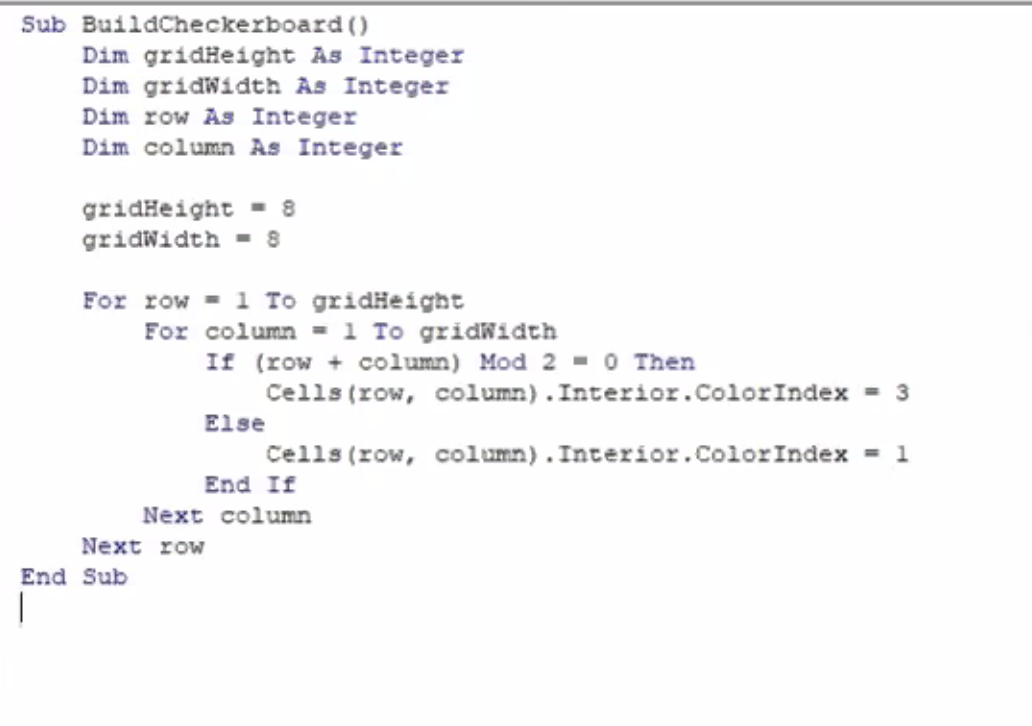 Sub BuildCheckerboard()
    Dim gridHeight As Integer
    Dim gridWidth As Integer
    Dim row As Integer
    Dim column As Integer

    gridHeight = 8
    gridWidth = 8

    For row = 1 To gridHeight
        For column = 1 To gridWidth
            If (row + column) Mod 2 = 0 Then
                Cells(row, column).Interior.ColorIndex = 3
            Else
                Cells(row, column).Interior.ColorIndex = 1
            End If
        Next column
    Next row
End Sub